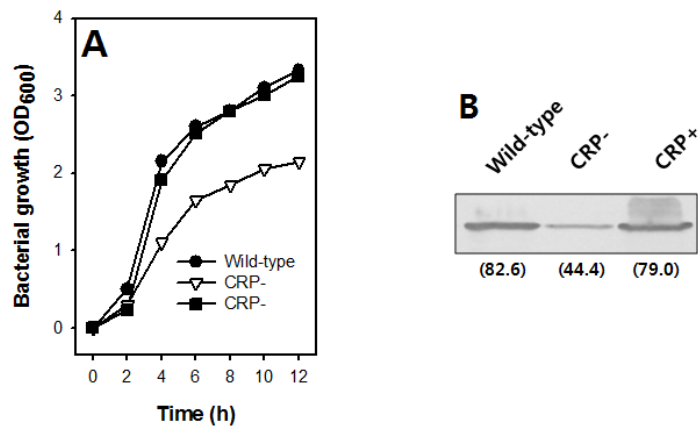 A
Bacterial growth (OD600)
4
3
2
1
0
Wild-type
CRP-
CRP-
0 2 4 6 8 10 12
Time (h)
B
Wild-type
CRP-
CRP+
(82.6) (44.4) (79.0)